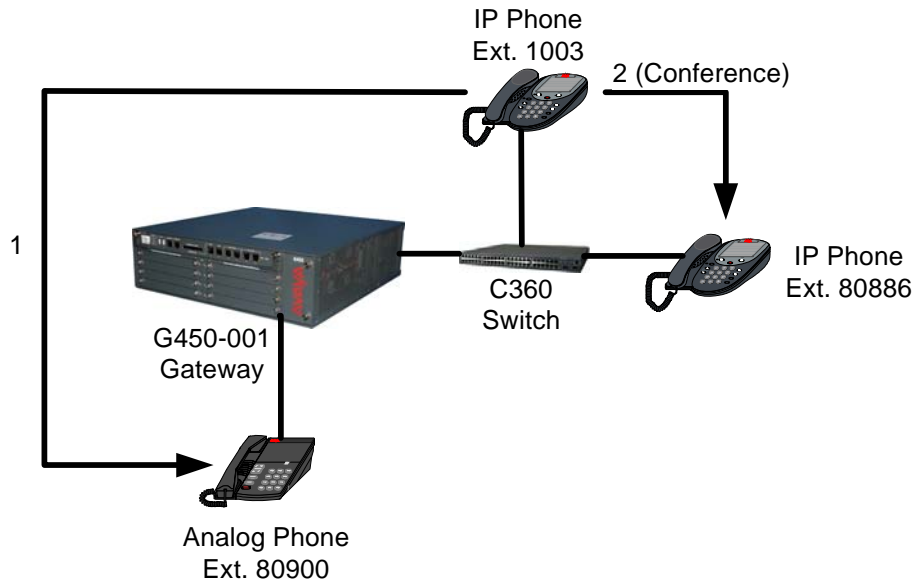 IP Phone
Ext. 1003
2 (Conference)
1
IP Phone
Ext. 80886
C360
Switch
G450-001
Gateway
Analog Phone
Ext. 80900